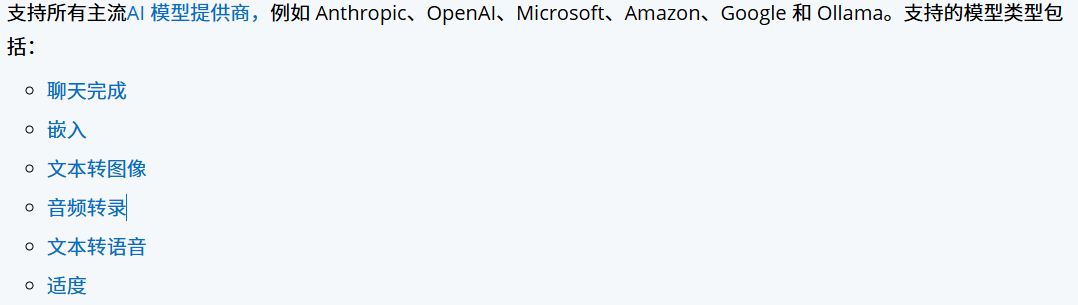 支持所有主流AI 模型提供商，例如 Anthropic、OpenAI、Microsoft、Amazon、Google 和 Ollama。支持的模型类型包
括：
聊天完成
嵌入
文本转图像
音频转录
文本转语音
适度